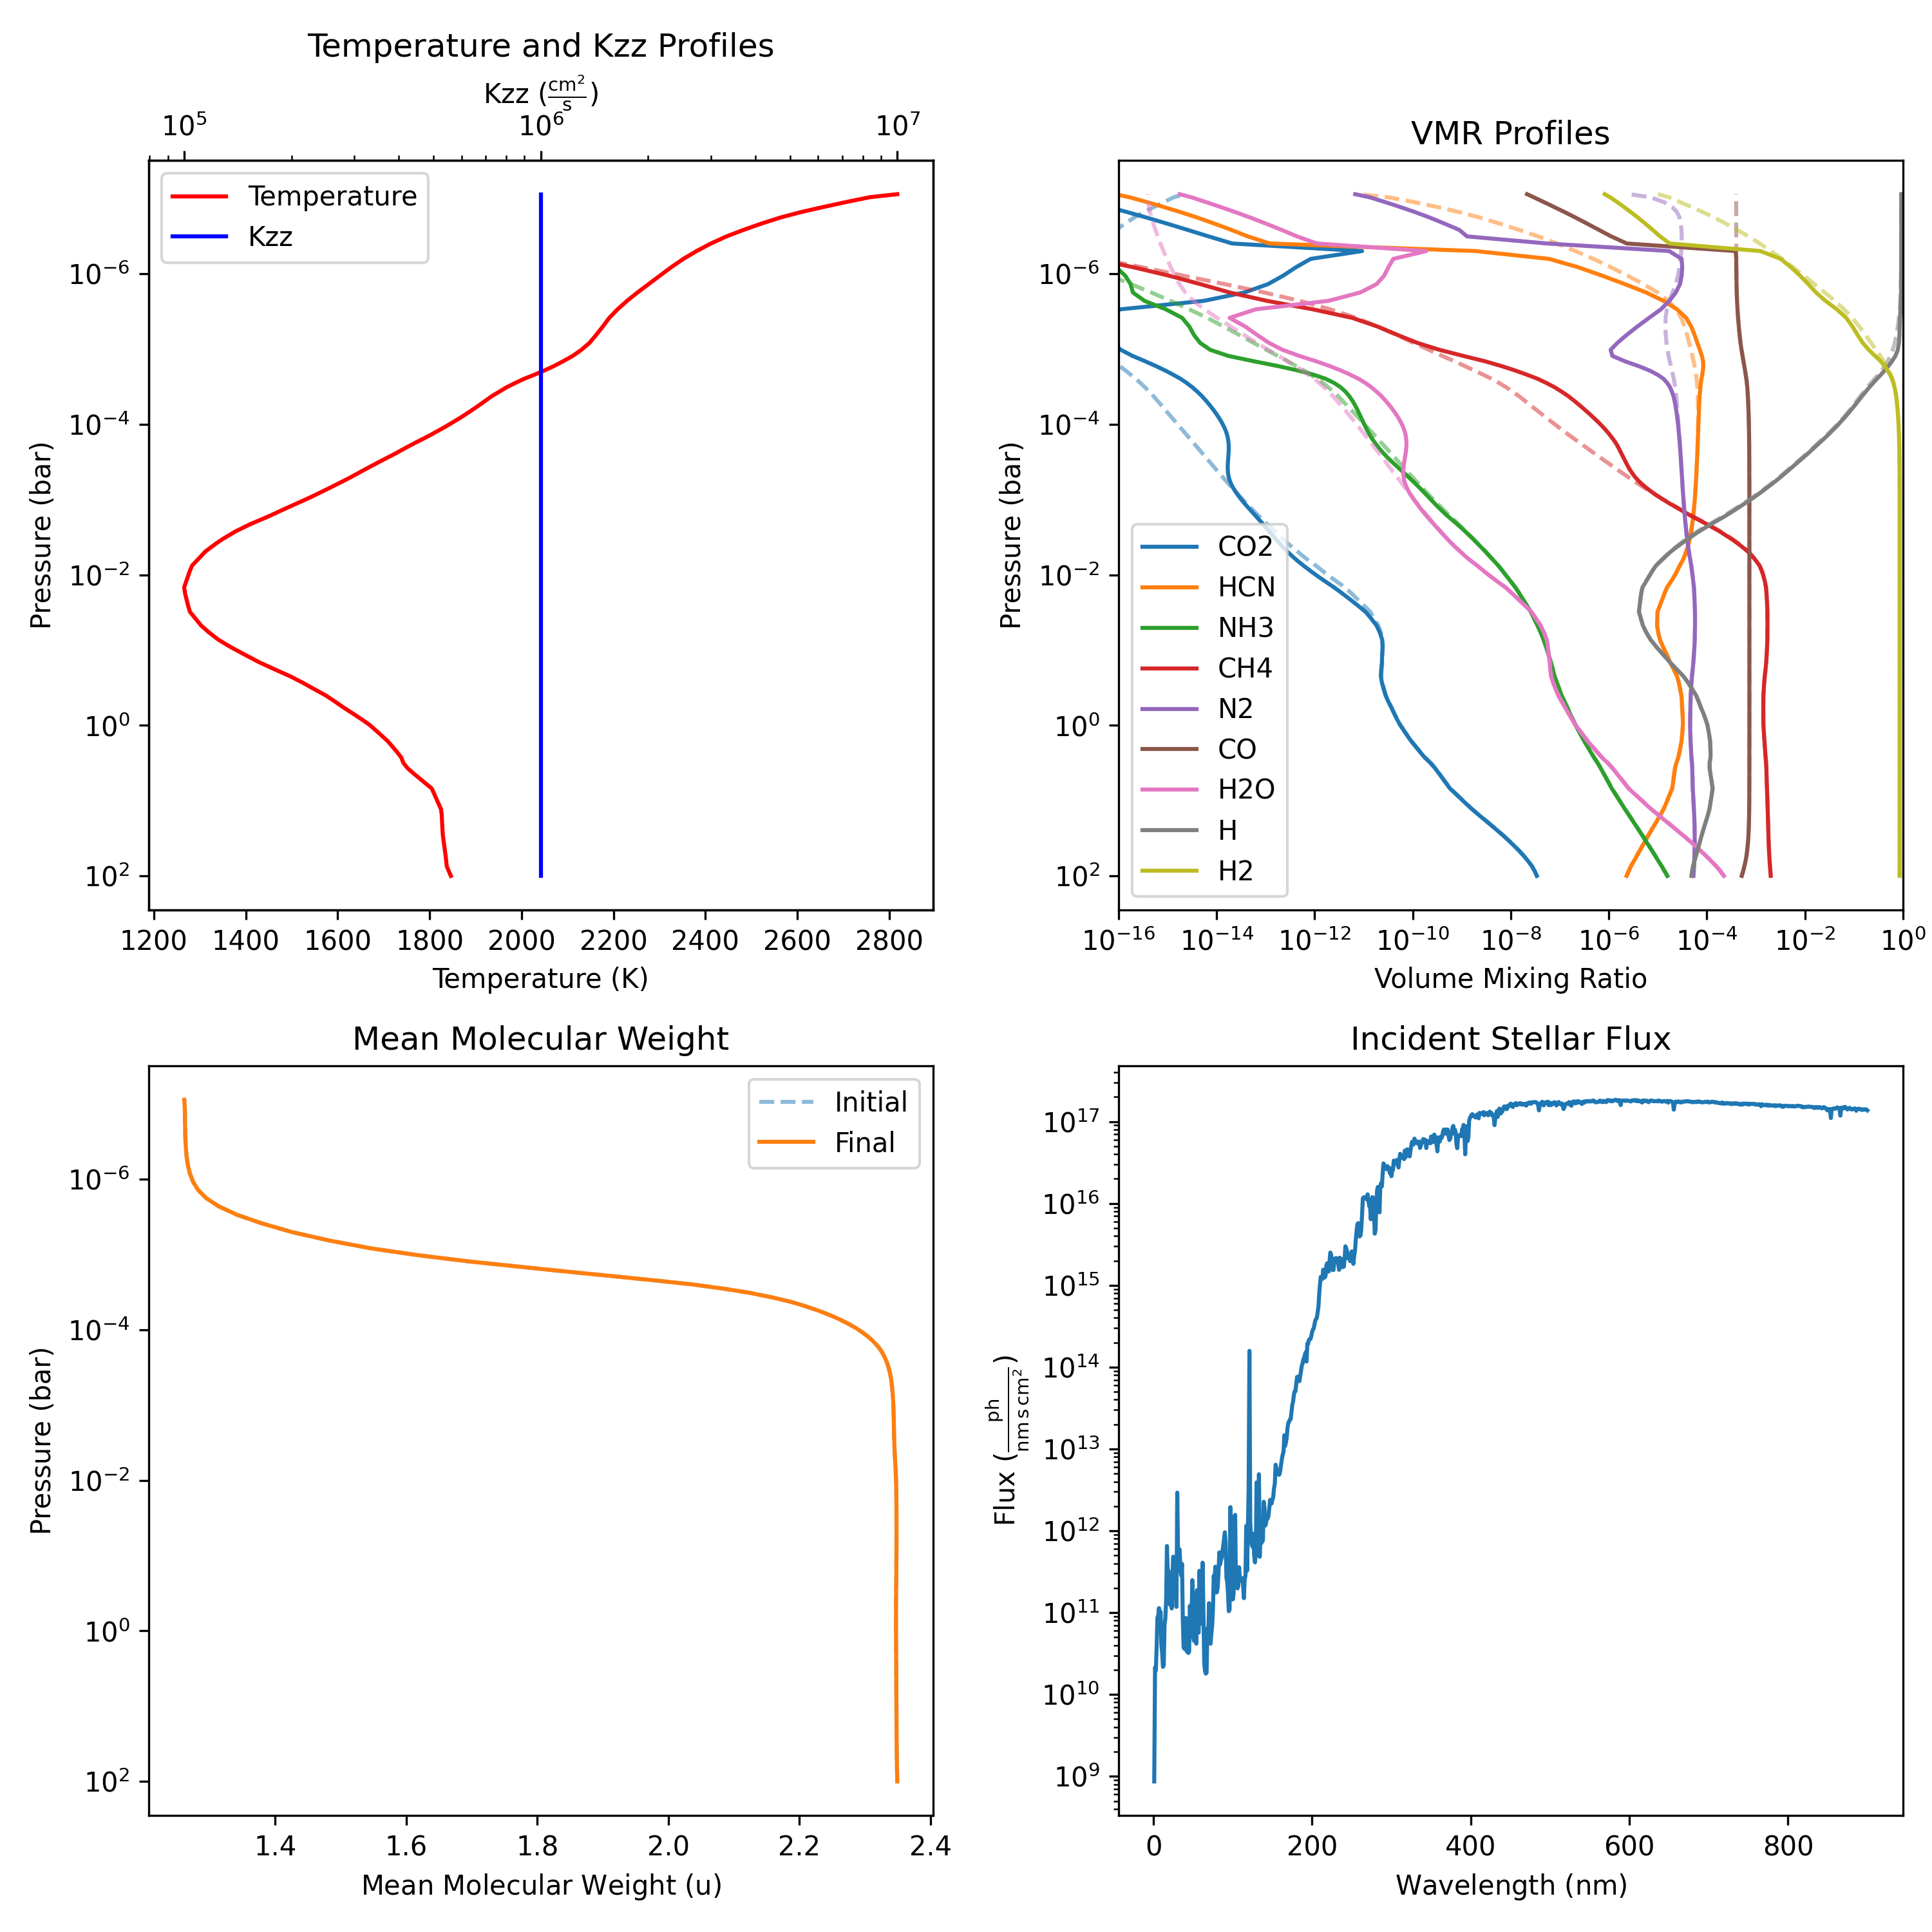 Temperature and Kzz Profiles
Kzz (cm²/s)
10⁵ 10⁶ 10⁷
Temperature
Kzz
10⁻⁶
10⁻⁴
10⁻²
10⁰
10²
Pressure (bar)
1200 1400 1600 1800 2000 2200 2400 2600 2800
Temperature (K)
VMR Profiles
10⁻⁶
10⁻⁴
10⁻²
10⁰
10²
Pressure (bar)
CO2
HCN
NH3
CH4
N2
CO
H2O
H
H2
10⁻¹⁶ 10⁻¹⁴ 10⁻¹² 10⁻¹⁰ 10⁻⁸ 10⁻⁶ 10⁻⁴ 10⁻² 10⁰
Volume Mixing Ratio
Mean Molecular Weight
Initial
Final
10⁻⁶
10⁻⁴
10⁻²
10⁰
10²
Pressure (bar)
1.4 1.6 1.8 2.0 2.2 2.4
Mean Molecular Weight (u)
Incident Stellar Flux
10¹⁷
10¹⁶
10¹⁵
10¹⁴
10¹³
10¹²
10¹¹
10¹⁰
10⁹
Flux (ph/nm s cm²)
0 200 400 600 800
Wavelength (nm)